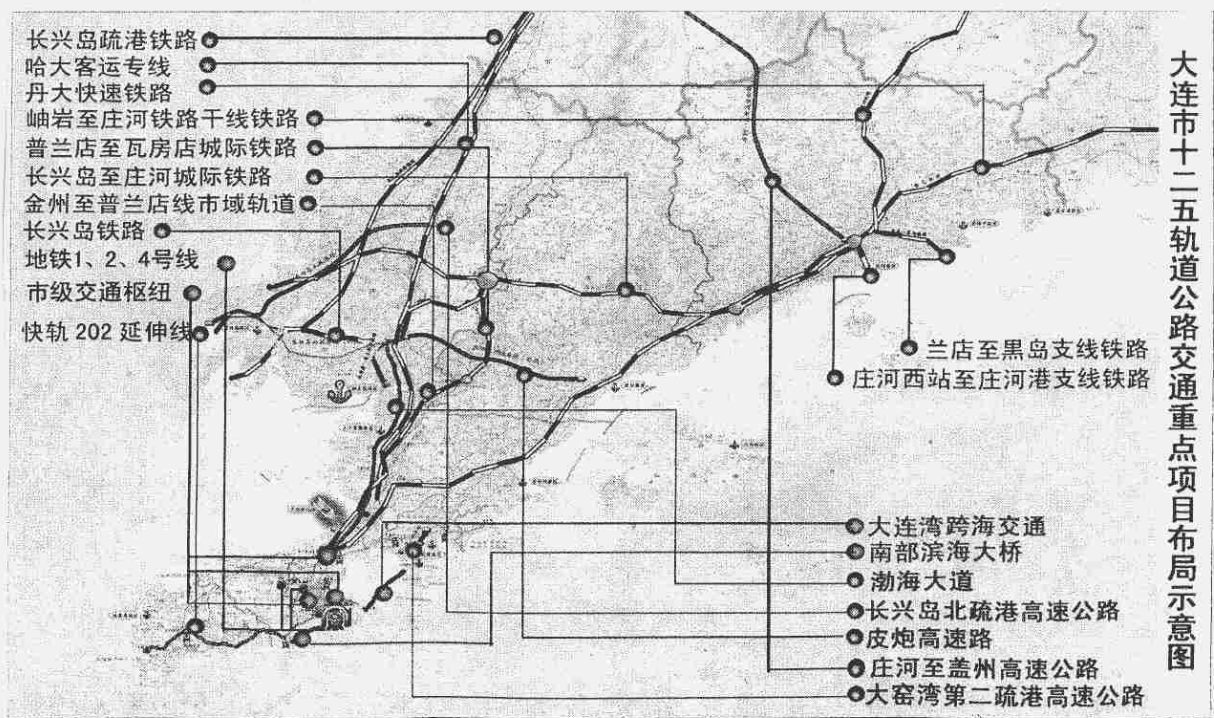 大连市十二五轨道公路交通重点项目布局示意图
长兴岛疏港铁路
哈大客运专线
丹大快速铁路
岫岩至庄河铁路干线铁路
普兰店至瓦房店城际铁路
长兴岛至庄河城际铁路
金州至普兰店线市域轨道
长兴岛铁路
地铁1、2、4号线
市级交通枢纽
快轨 202 延伸线
兰店至黑岛支线铁路
庄河西站至庄河港支线铁路
大连湾跨海交通
南部滨海大桥
渤海大道
长兴岛北疏港高速公路
皮炮高速路
庄河至盖州高速公路
大窑湾第二疏港高速公路